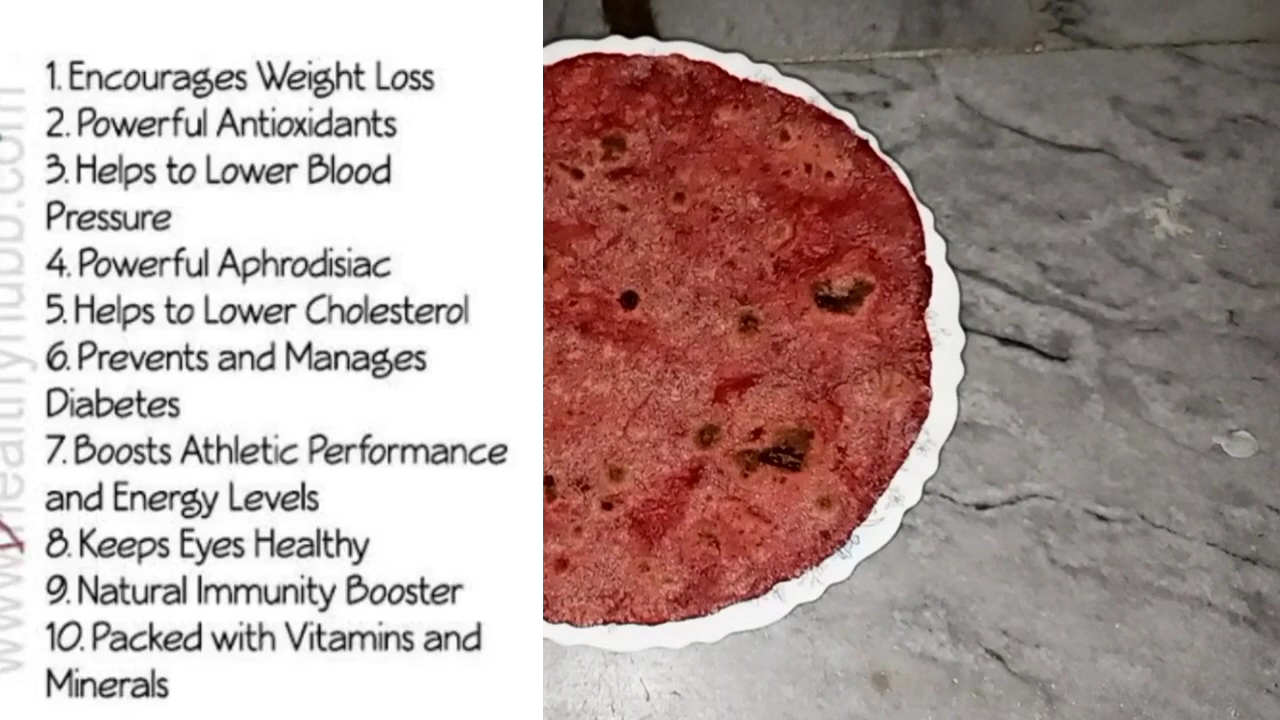 1. Encourages Weight Loss
2. Powerful Antioxidants
3. Helps to Lower Blood
Pressure
4. Powerful Aphrodisiac
5. Helps to Lower Cholesterol
6. Prevents and Manages
Diabetes
7. Boosts Athletic Performance
and Energy Levels
8. Keeps Eyes Healthy
9. Natural Immunity Booster
10. Packed with Vitamins and
Minerals